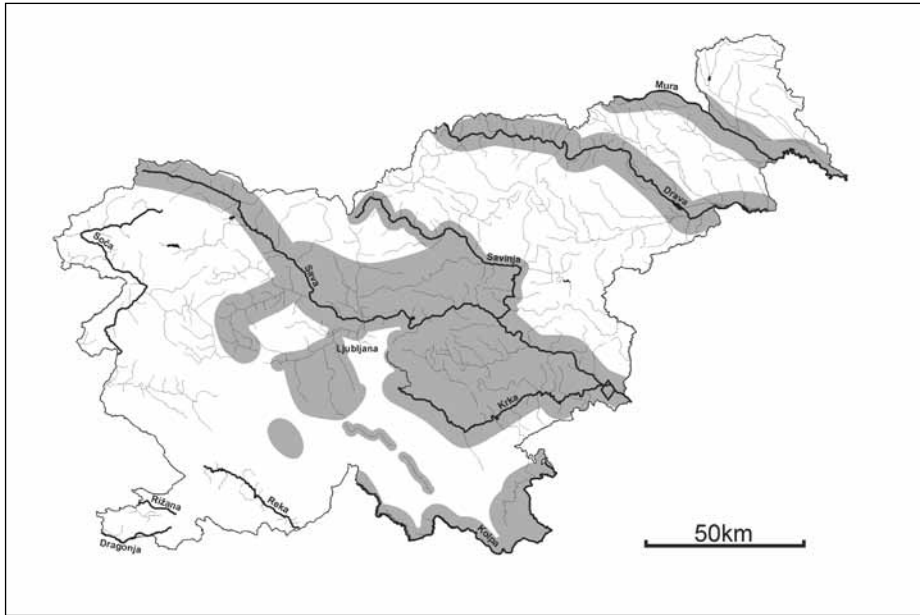 Mura
Drava
Soča
Savinja
Sava
Ljubljana
Krka
Reka
Rižana
Kolpa
Dragonja
50km